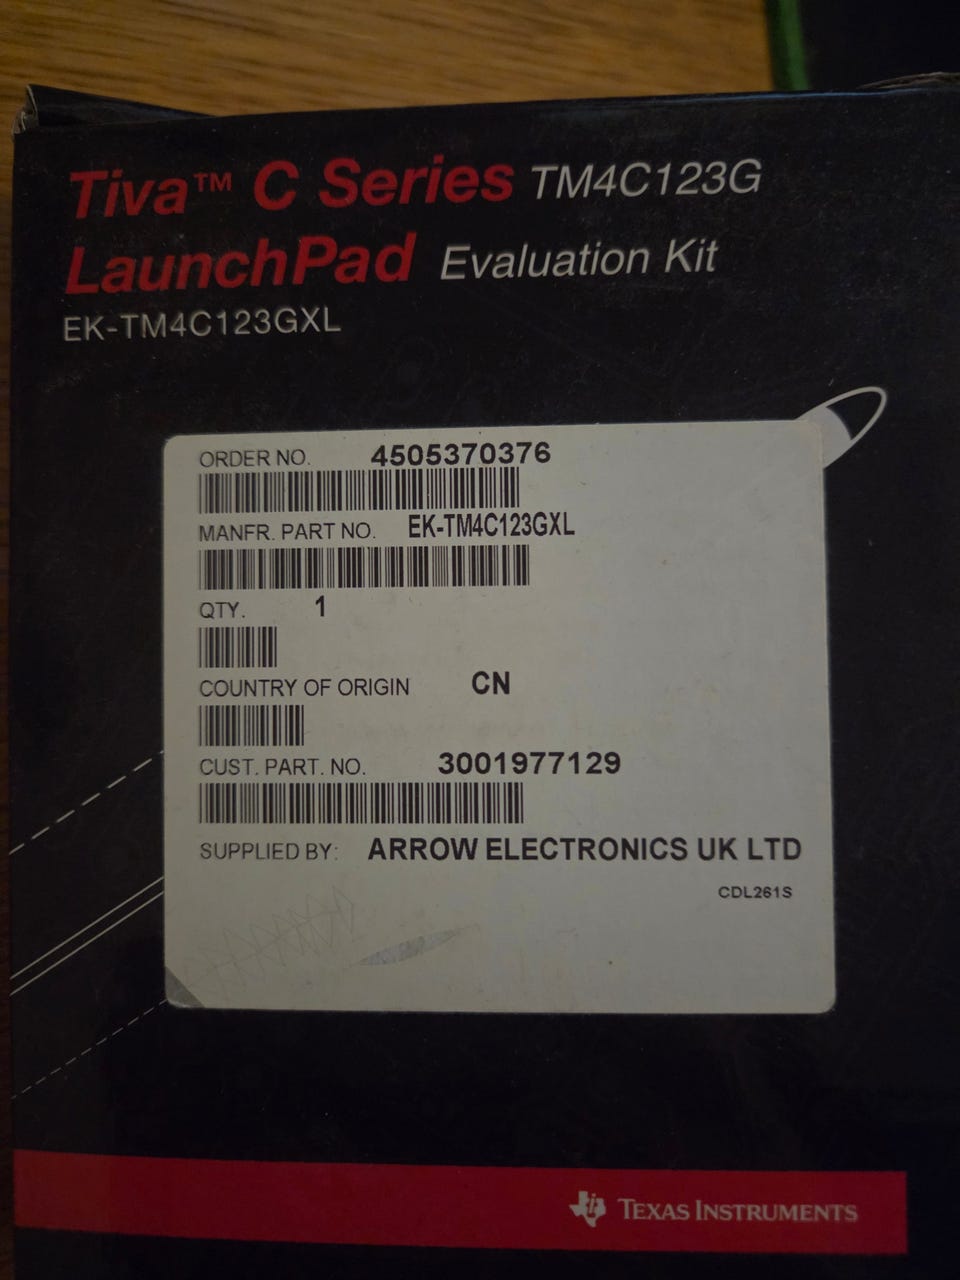 Tiva™ C Series TM4C123G
LaunchPad Evaluation Kit
EK-TM4C123GXL
ORDER NO. 4505370376
MANFR. PART NO. EK-TM4C123GXL
QTY. 1
COUNTRY OF ORIGIN CN
CUST. PART. NO. 3001977129
SUPPLIED BY: ARROW ELECTRONICS UK LTD
CDL261S
TEXAS INSTRUMENTS